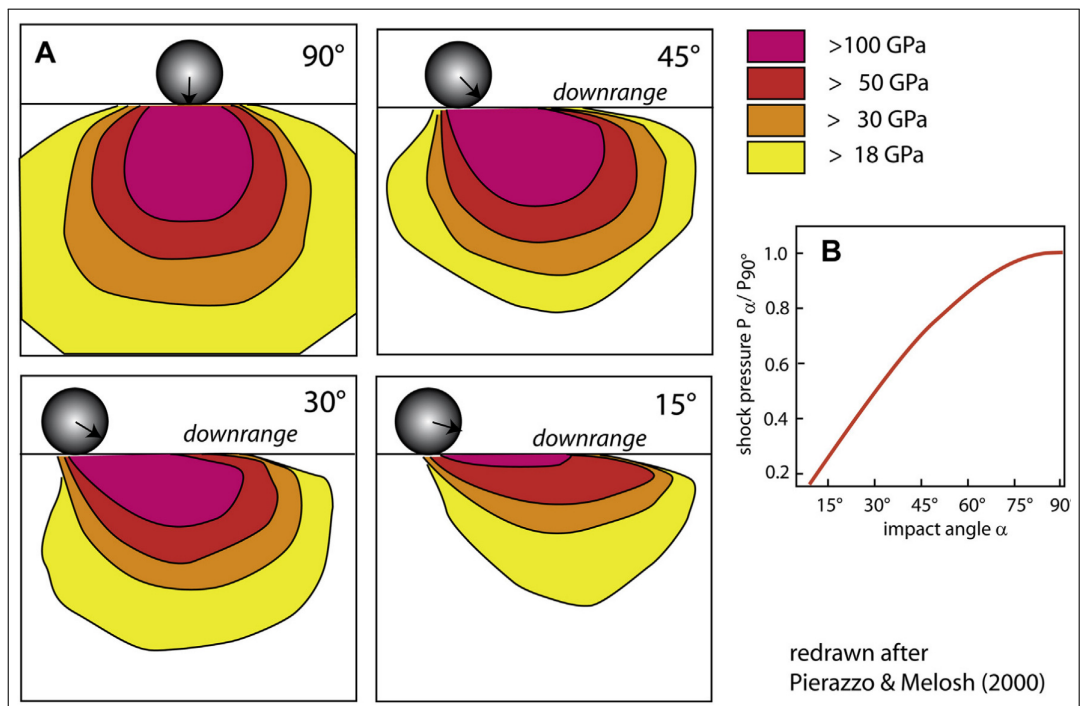 A
90°
45°
downrange
>100 GPa
> 50 GPa
> 30 GPa
> 18 GPa
30°
downrange
15°
downrange
B
shock pressure P α/ P90°
1.0
0.8
0.6
0.4
0.2
15° 30° 45° 60° 75° 90°
impact angle α
redrawn after
Pierazzo & Melosh (2000)